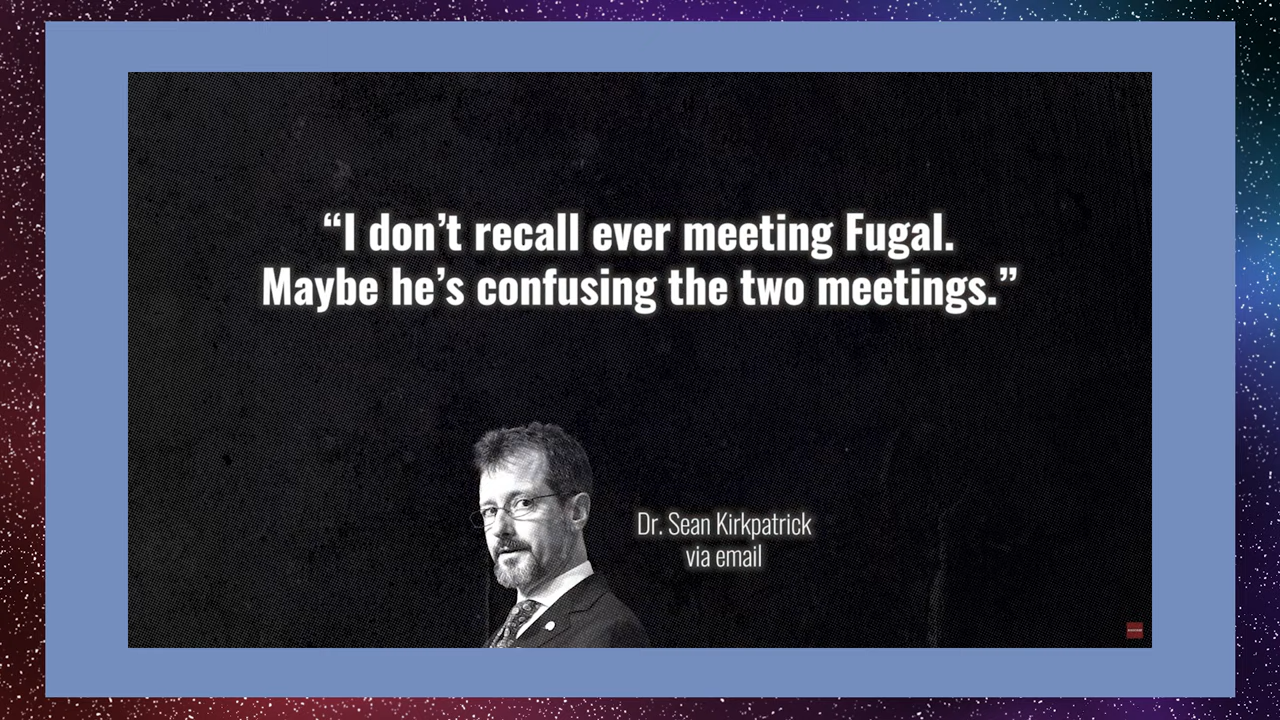 “I don’t recall ever meeting Fugal.
Maybe he’s confusing the two meetings.”
Dr. Sean Kirkpatrick
via email